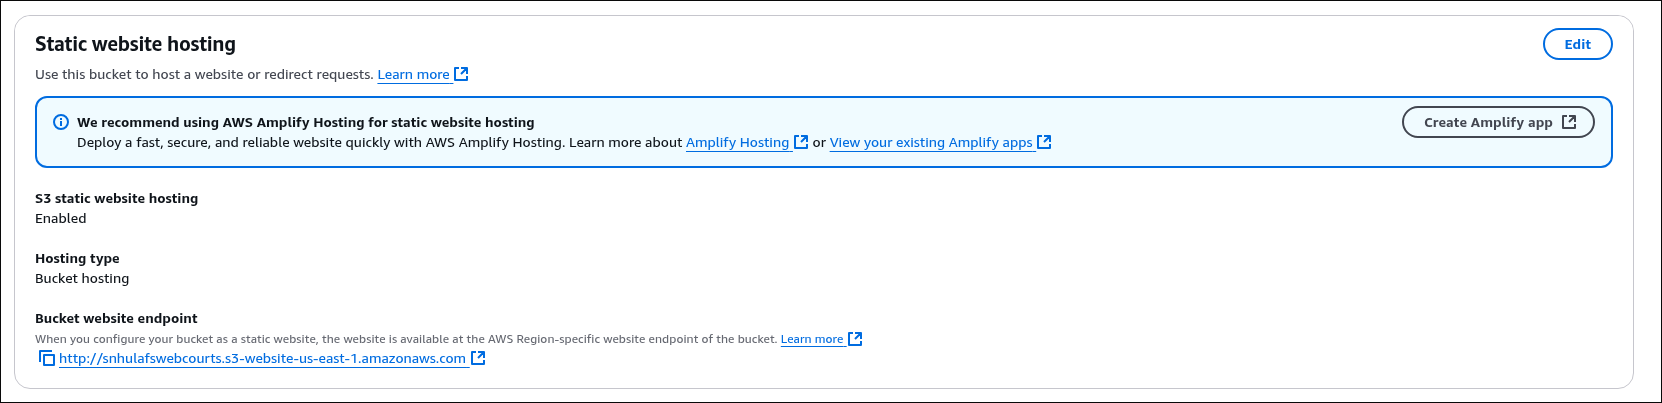 Static website hosting
Edit
Use this bucket to host a website or redirect requests. Learn more
We recommend using AWS Amplify Hosting for static website hosting
Create Amplify app
Deploy a fast, secure, and reliable website quickly with AWS Amplify Hosting. Learn more about Amplify Hosting or View your existing Amplify apps
S3 static website hosting
Enabled
Hosting type
Bucket hosting
Bucket website endpoint
When you configure your bucket as a static website, the website is available at the AWS Region-specific website endpoint of the bucket. Learn more
http://snhulafswebcourts.s3-website-us-east-1.amazonaws.com